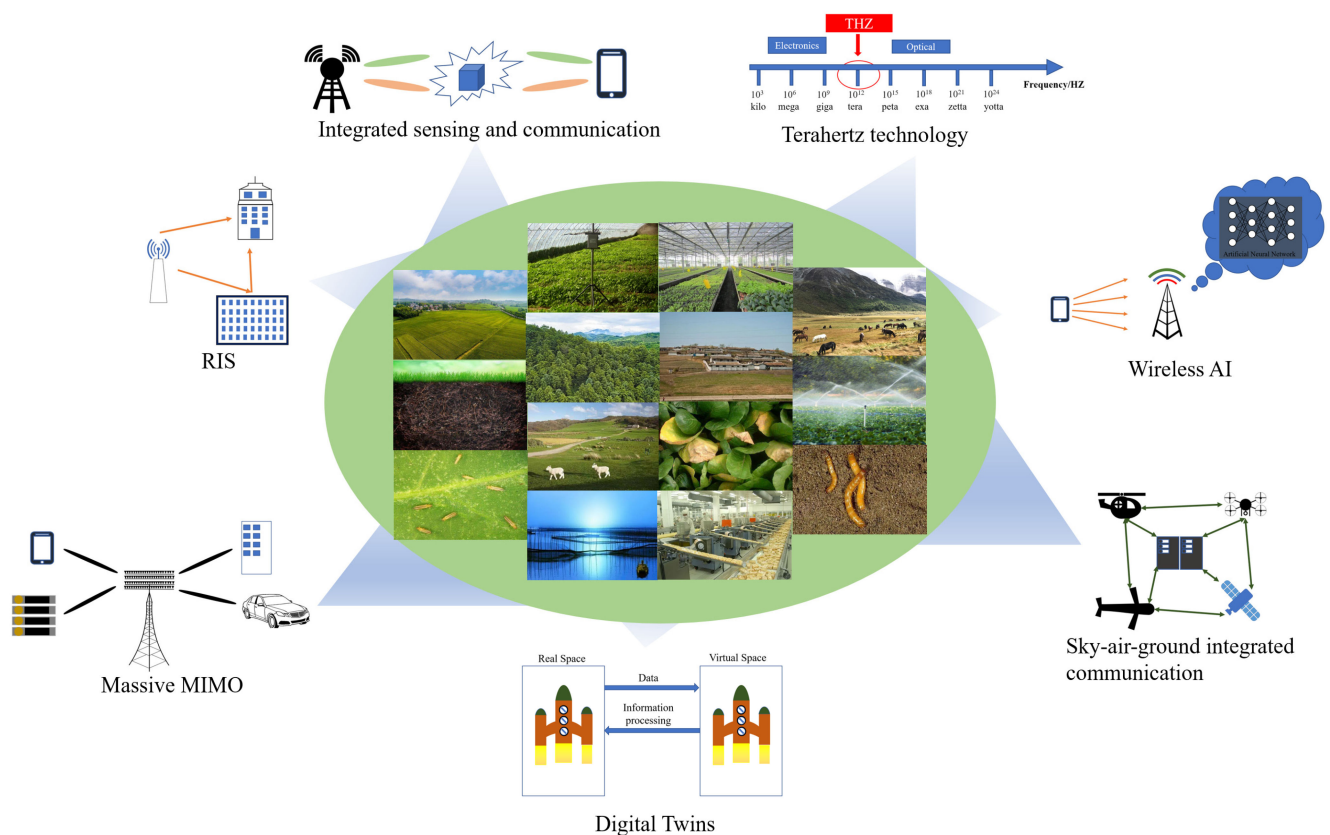 THZ
Electronics
Optical
Frequency/HZ
10³ 10⁶ 10⁹ 10¹² 10¹⁵ 10¹⁸ 10²¹ 10²⁴
kilo mega giga tera peta exa zetta yotta
Integrated sensing and communication
Terahertz technology
Artificial Neural Network
RIS
Wireless AI
Massive MIMO
Sky-air-ground integrated
communication
Real Space
Virtual Space
Data
Information
processing
Digital Twins